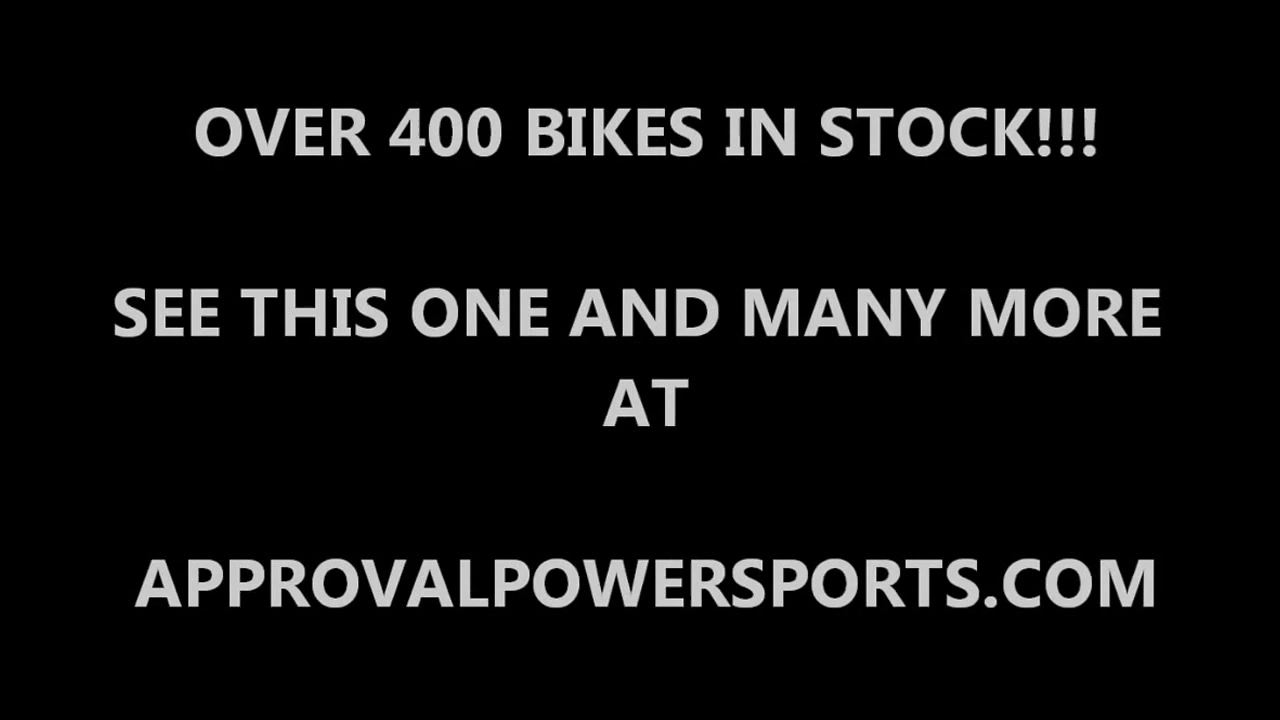 OVER 400 BIKES IN STOCK!!!
SEE THIS ONE AND MANY MORE
AT
APPROVALPOWERSPORTS.COM